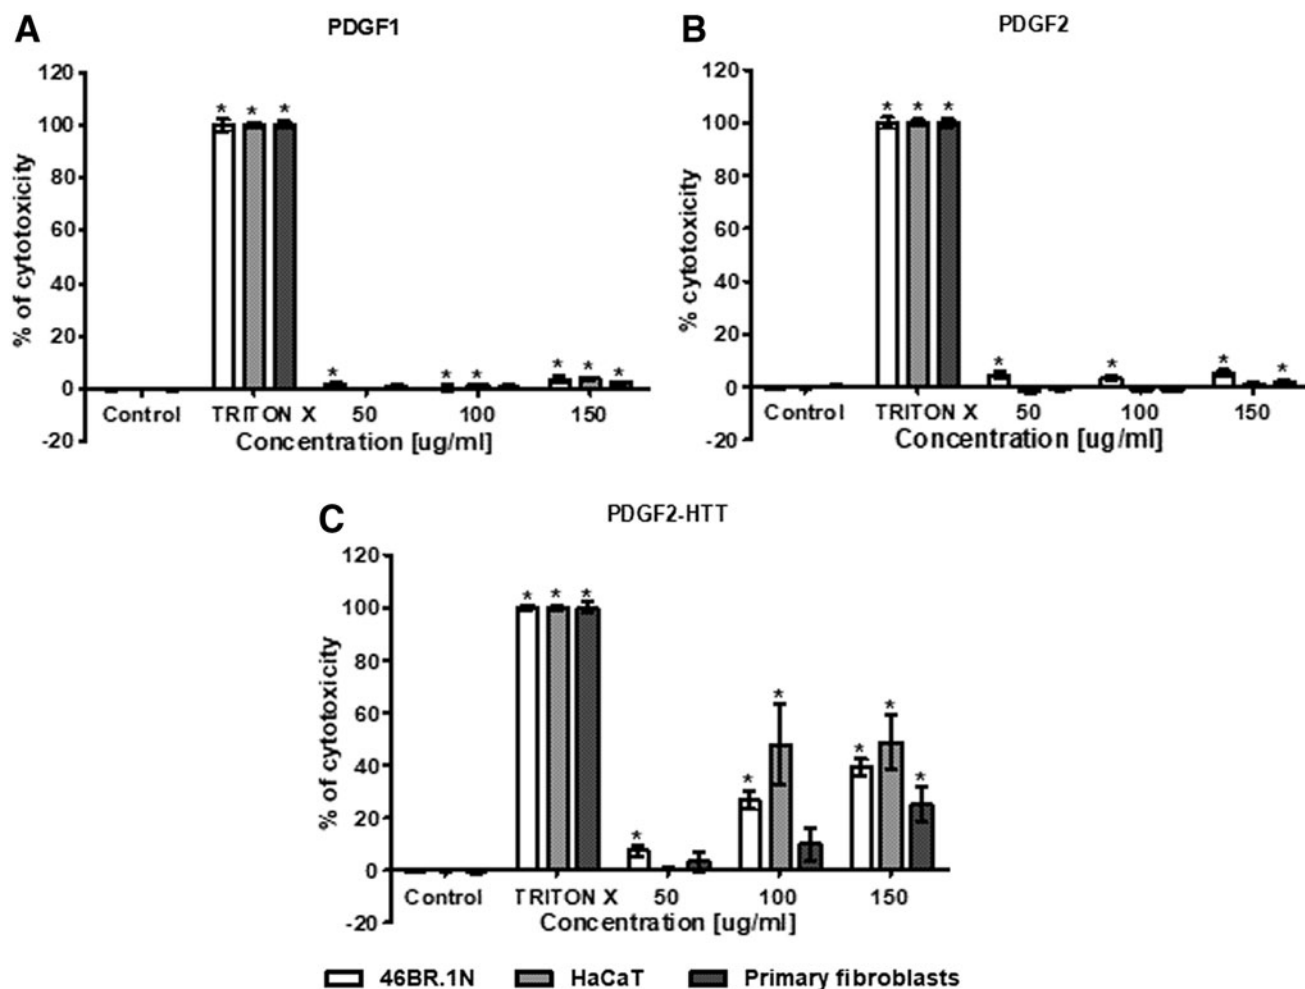 A
PDGF1
% of cytotoxicity
120
100
80
60
40
20
0
-20
* * *
* * * * * *
Control TRITON X 50 100 150
Concentration [ug/ml]
B
PDGF2
% cytotoxicity
120
100
80
60
40
20
0
-20
* * *
* * * *
Control TRITON X 50 100 150
Concentration [ug/ml]
C
PDGF2-HTT
% of cytotoxicity
120
100
80
60
40
20
0
-20
* * *
* * * * * *
Control TRITON X 50 100 150
Concentration [ug/ml]
46BR.1N HaCaT Primary fibroblasts